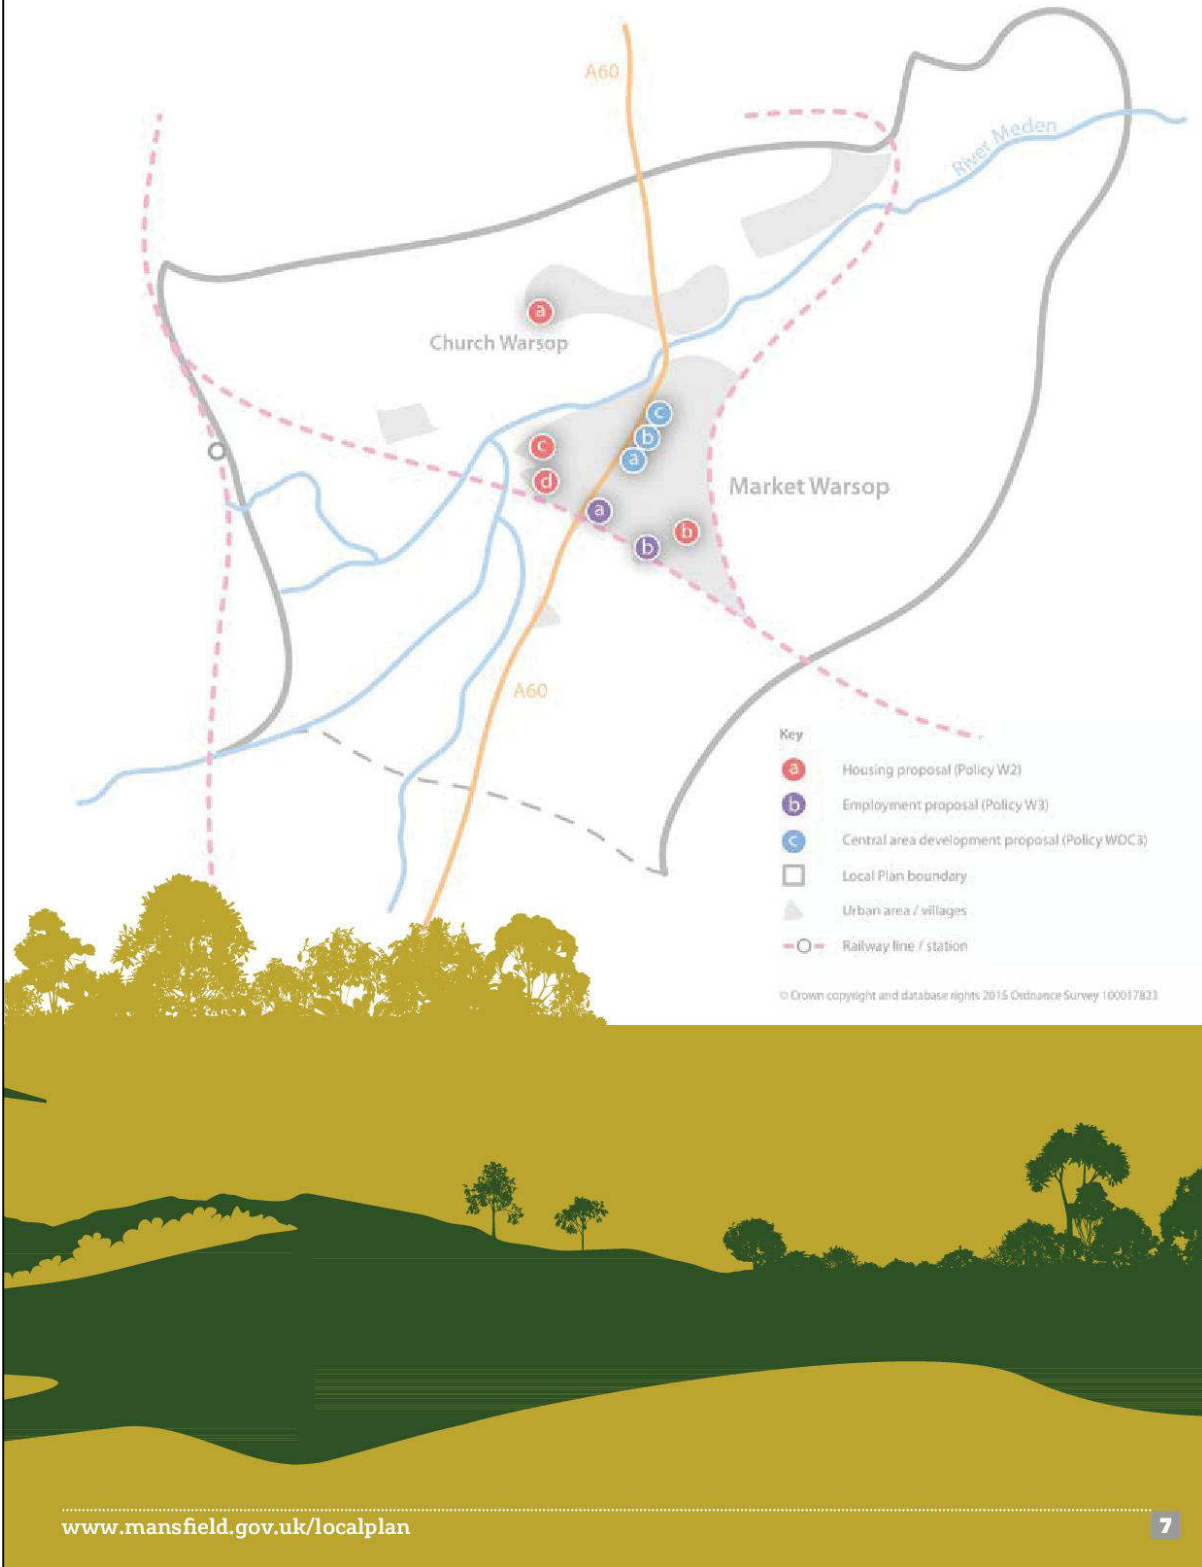 A60
River Meden
a
Church Warsop
c
b
c
a
d
Market Warsop
a
b
b
A60
Key
a Housing proposal (Policy W2)
b Employment proposal (Policy W3)
c Central area development proposal (Policy WDC3)
Local Plan boundary
Urban area / villages
Railway line / station
© Crown copyright and database rights 2015 Ordnance Survey 100017823
www.mansfield.gov.uk/localplan
7